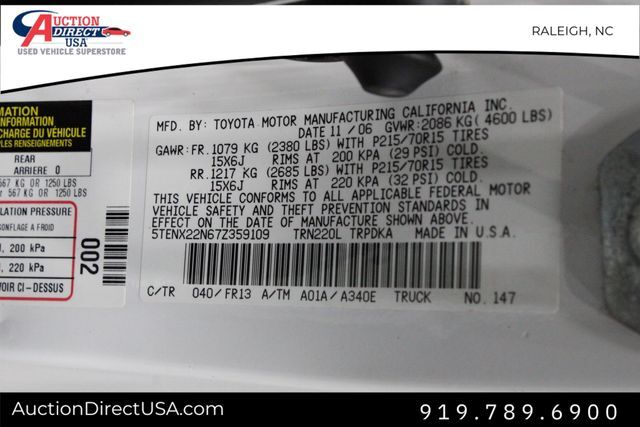 AUCTION
DIRECT
USA
USED VEHICLE SUPERSTORE
RALEIGH, NC
MATION
INFORMATION
CHARGE DU VÉHICULE
PLES RENSEIGNEMENTS
REAR
ARRIERE 0
567 KG OR 1250 LBS
567 KG OR 1250 LBS
LATION PRESSURE
GONFLAGE A FROID
200 kPa
220 kPa
VOIR CI-DESSUS
002
MFD. BY: TOYOTA MOTOR MANUFACTURING CALIFORNIA INC.
DATE 11/06 GVWR:2086 KG(4600 LBS)
GAWR:FR.1079 KG (2380 LBS) WITH P215/70R15 TIRES
15X6J RIMS AT 200 KPA (29 PSI) COLD
RR.1217 KG (2685 LBS) WITH P215/70R15 TIRES
15X6J RIMS AT 220 KPA (32 PSI) COLD
THIS VEHICLE CONFORMS TO ALL APPLICABLE FEDERAL MOTOR
VEHICLE SAFETY AND THEFT PREVENTION STANDARDS IN
EFFECT ON THE DATE OF MANUFACTURE SHOWN ABOVE.
5TENX22N67Z359109 TRN220L TRPDKA MADE IN U.S.A.
C/TR 040/FR13 A/TM A01A/A340E TRUCK NO.147
AuctionDirectUSA.com
919.789.6900